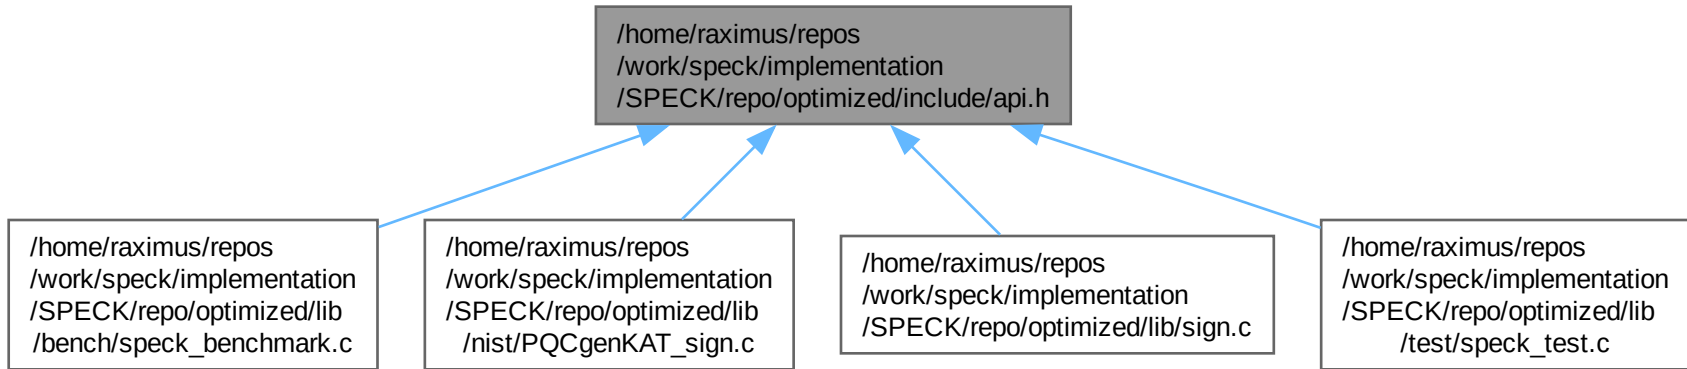 /home/raximus/repos
/work/speck/implementation
/SPECK/repo/optimized/include/api.h
/home/raximus/repos
/work/speck/implementation
/SPECK/repo/optimized/lib
/bench/speck_benchmark.c
/home/raximus/repos
/work/speck/implementation
/SPECK/repo/optimized/lib
/nist/PQCgenKAT_sign.c
/home/raximus/repos
/work/speck/implementation
/SPECK/repo/optimized/lib/sign.c
/home/raximus/repos
/work/speck/implementation
/SPECK/repo/optimized/lib
/test/speck_test.c